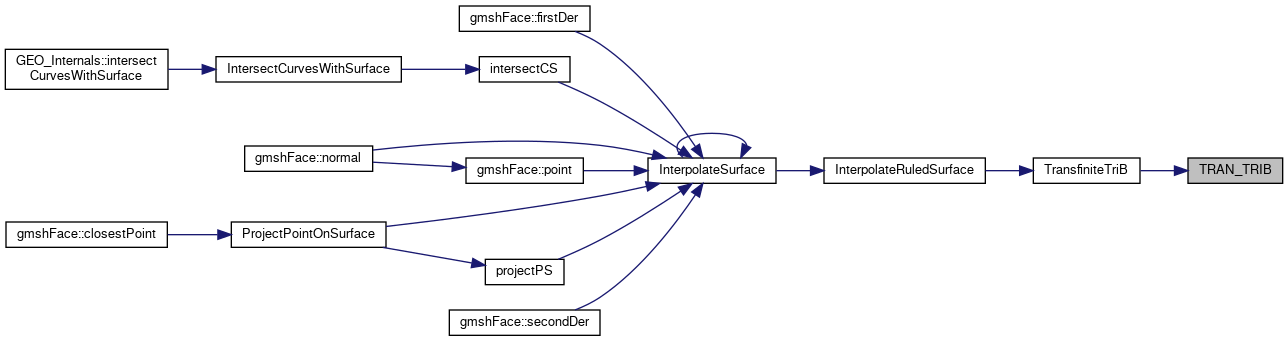 gmshFace::firstDer
GEO_Internals::intersect
CurvesWithSurface
IntersectCurvesWithSurface
intersectCS
gmshFace::normal
gmshFace::point
InterpolateSurface
InterpolateRuledSurface
TransfiniteTriB
TRAN_TRIB
gmshFace::closestPoint
ProjectPointOnSurface
projectPS
gmshFace::secondDer